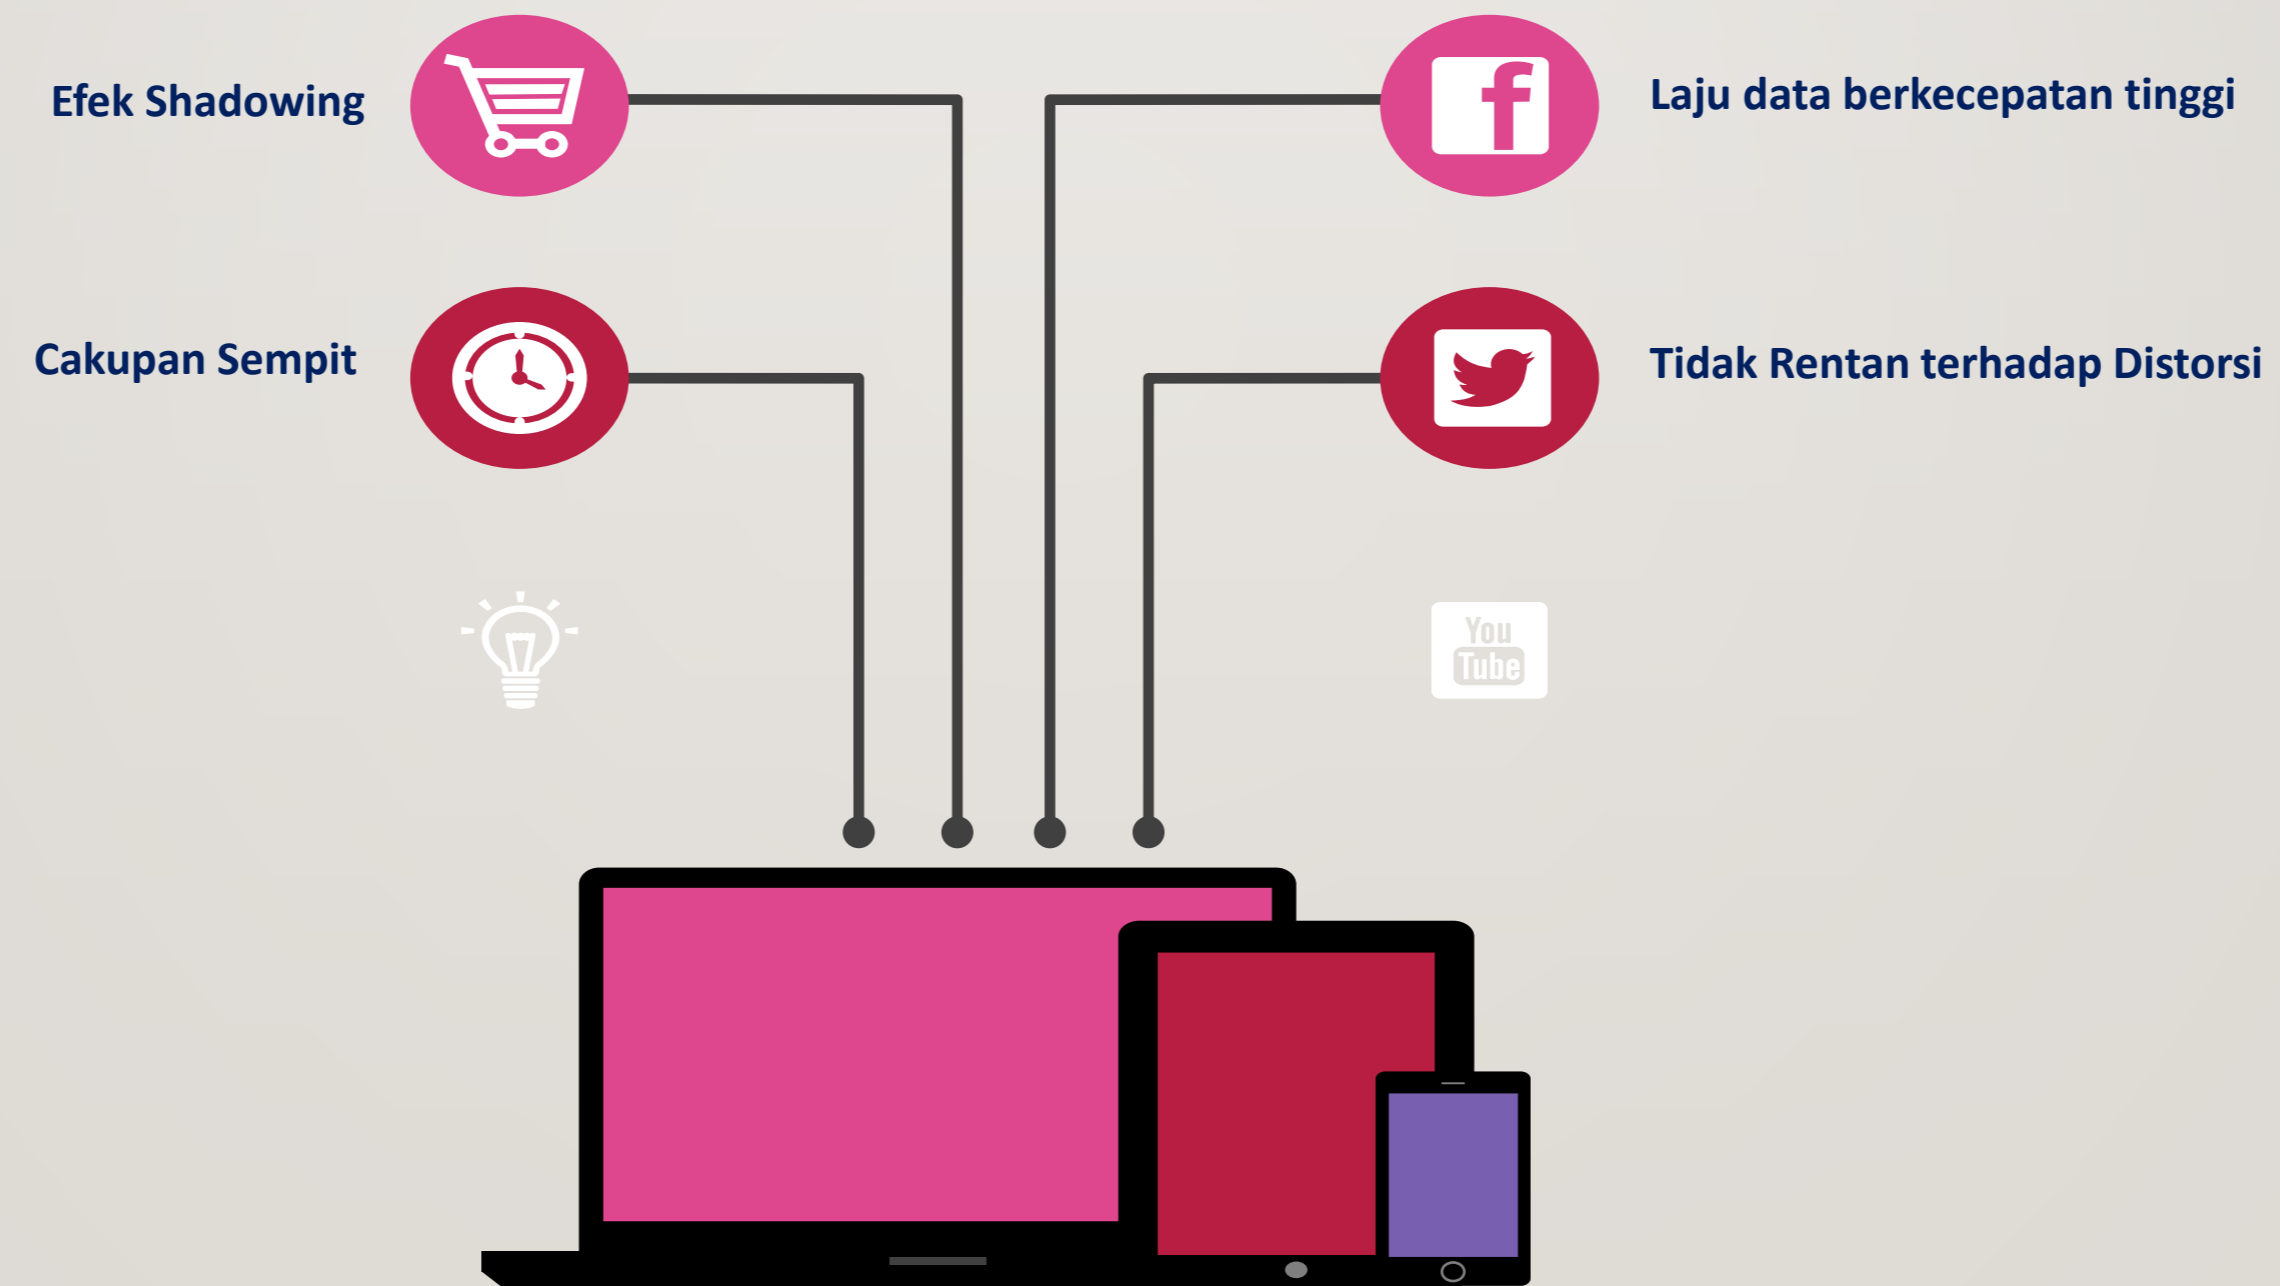 Efek Shadowing
Laju data berkecepatan tinggi
Cakupan Sempit
Tidak Rentan terhadap Distorsi
You
Tube